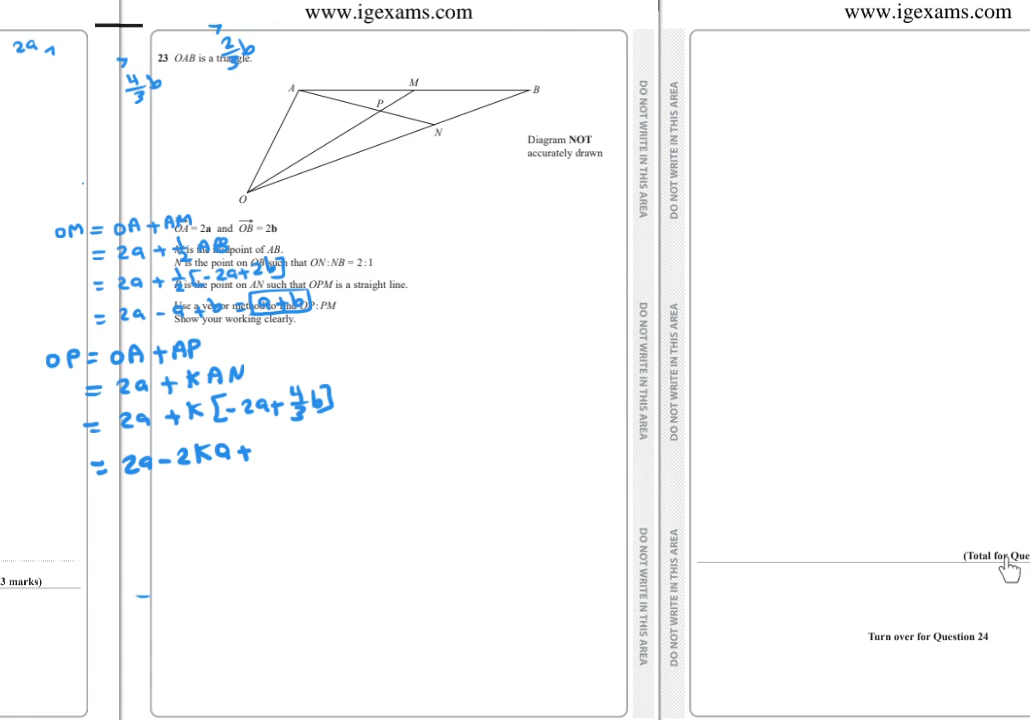 www.igexams.com
www.igexams.com
2a
2/3 b
4/3 b
23 OAB is a triangle.
A
M
B
P
N
O
Diagram NOT
accurately drawn
OM = OA + AM
OA = 2a and OB = 2b
= 2a + 1/2 AB
M is the midpoint of AB.
N is the point on OB such that ON : NB = 2 : 1
= 2a + 1/2 [-2a+2b]
P is the point on AN such that OPM is a straight line.
Use a vector method to find OP : PM
= 2a - a + b = a+b
Show your working clearly.
OP = OA + AP
= 2a + KAN
= 2a + K [-2a+ 4/3 b]
= 2a - 2Ka +
3 marks)
DO NOT WRITE IN THIS AREA
DO NOT WRITE IN THIS AREA
DO NOT WRITE IN THIS AREA
DO NOT WRITE IN THIS AREA
DO NOT WRITE IN THIS AREA
DO NOT WRITE IN THIS AREA
(Total for Que
Turn over for Question 24